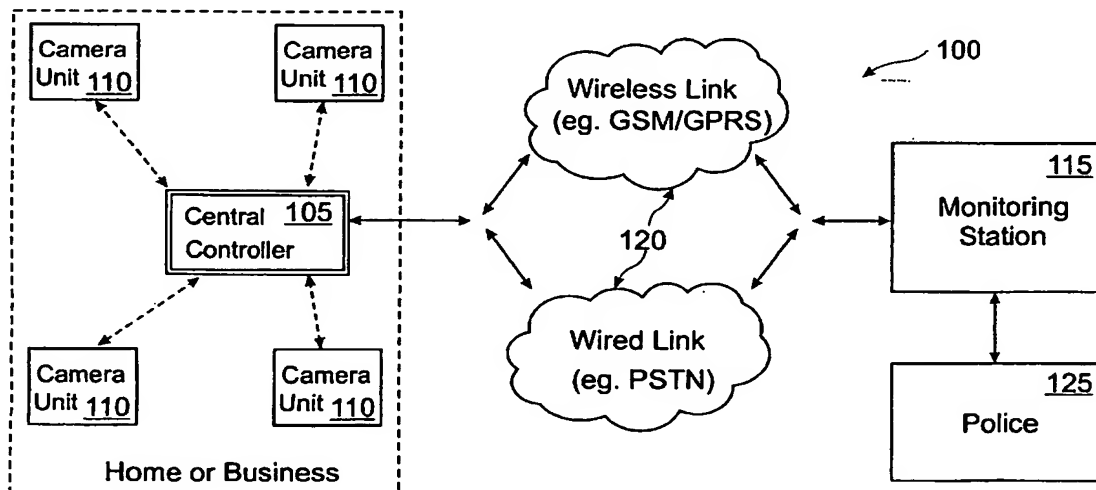 Camera
Unit 110
Camera
Unit 110
Central 105
Controller
Camera
Unit 110
Camera
Unit 110
Home or Business
Wireless Link
(eg. GSM/GPRS)
120
Wired Link
(eg. PSTN)
100
115
Monitoring
Station
125
Police